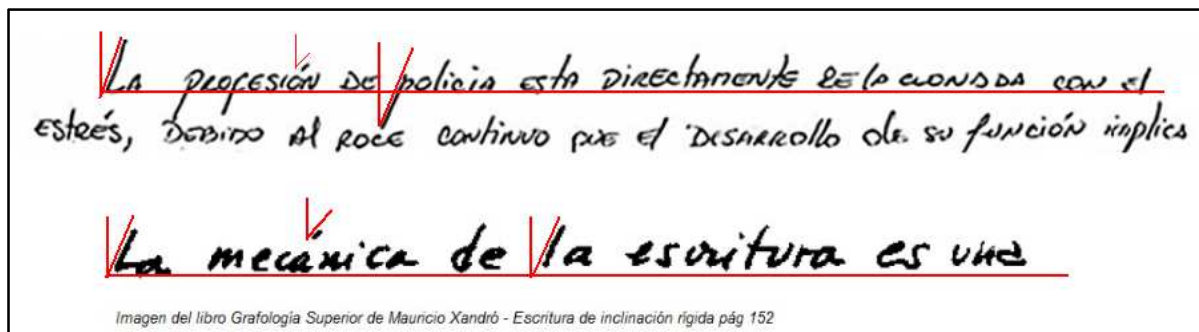 LA PROFESIÓN DE policia ESTA DIRECTAMENTE RELACIONADA CON El
ESTRÉS, DEBIDO Al ROCE CONTINUO QUE El DESARROLLO de su función implica
La mecánica de la escritura es una
Imagen del libro Grafología Superior de Mauricio Xandró - Escritura de inclinación rígida pág 152